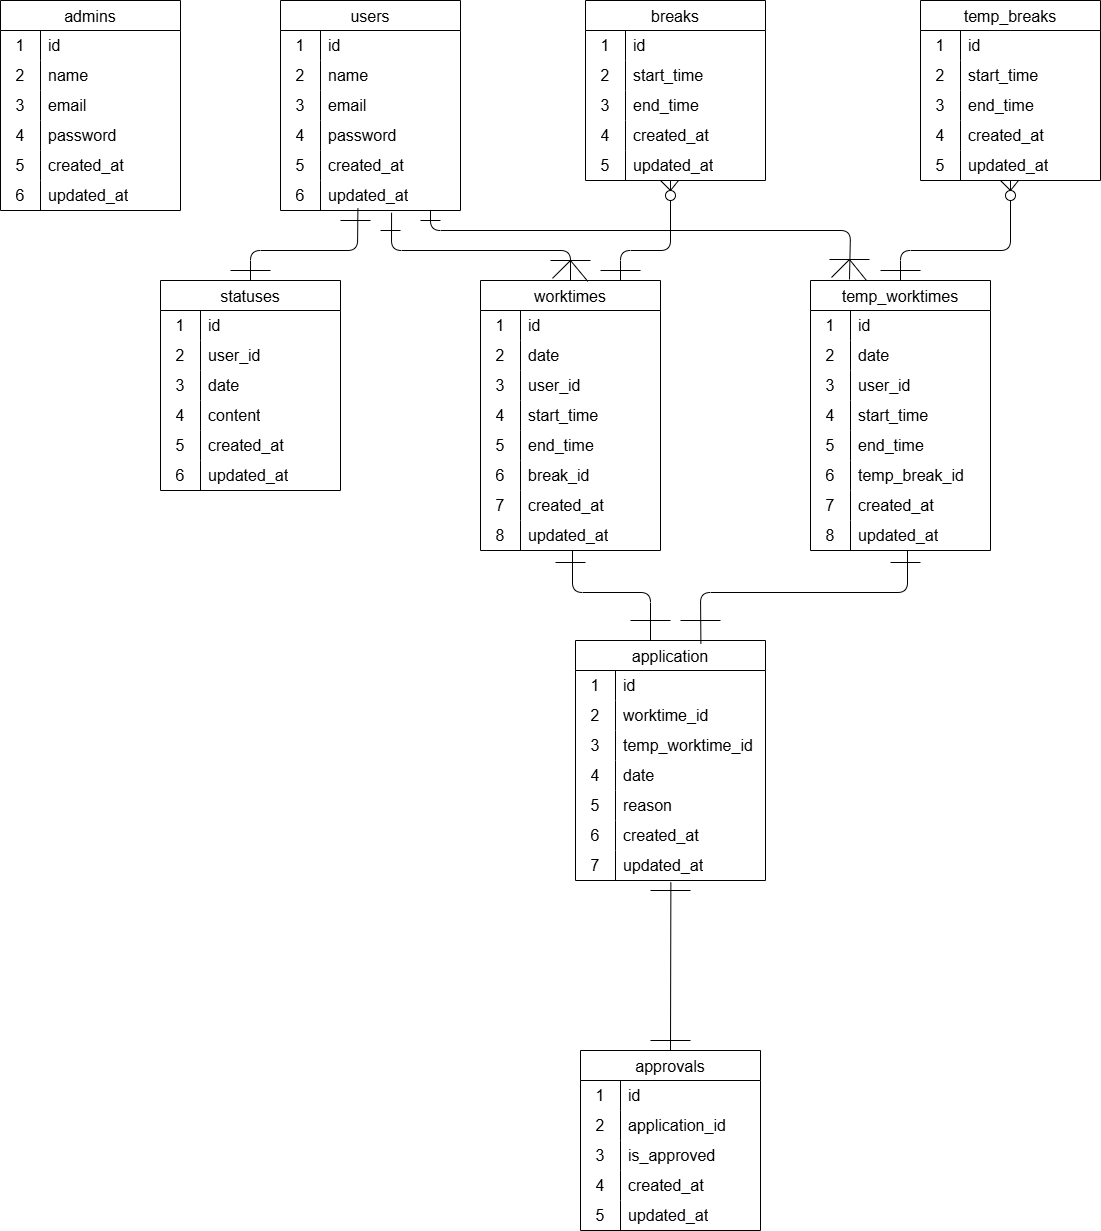 admins
1 id
2 name
3 email
4 password
5 created_at
6 updated_at
users
1 id
2 name
3 email
4 password
5 created_at
6 updated_at
breaks
1 id
2 start_time
3 end_time
4 created_at
5 updated_at
temp_breaks
1 id
2 start_time
3 end_time
4 created_at
5 updated_at
statuses
1 id
2 user_id
3 date
4 content
5 created_at
6 updated_at
worktimes
1 id
2 date
3 user_id
4 start_time
5 end_time
6 break_id
7 created_at
8 updated_at
temp_worktimes
1 id
2 date
3 user_id
4 start_time
5 end_time
6 temp_break_id
7 created_at
8 updated_at
application
1 id
2 worktime_id
3 temp_worktime_id
4 date
5 reason
6 created_at
7 updated_at
approvals
1 id
2 application_id
3 is_approved
4 created_at
5 updated_at